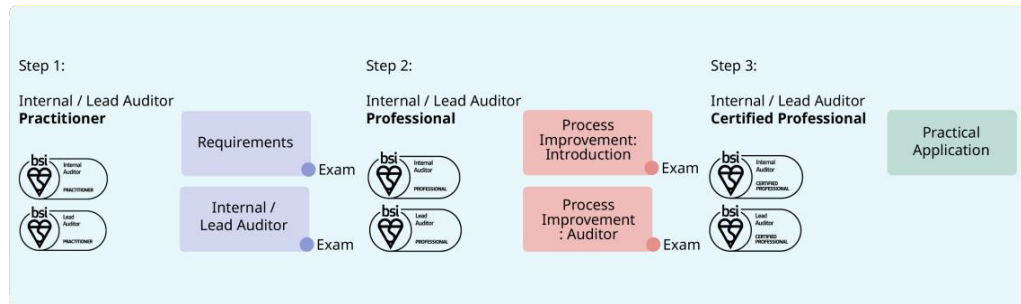 Step 1:
Internal / Lead Auditor
Practitioner
bsi
Internal
Auditor
PRACTITIONER
bsi
Lead
Auditor
PRACTITIONER
Requirements
Exam
Internal /
Lead Auditor
Exam
Step 2:
Internal / Lead Auditor
Professional
bsi
Internal
Auditor
PROFESSIONAL
bsi
Lead
Auditor
PROFESSIONAL
Process
Improvement:
Introduction
Exam
Process
Improvement
: Auditor
Exam
Step 3:
Internal / Lead Auditor
Certified Professional
bsi
Internal
Auditor
CERTIFIED
PROFESSIONAL
bsi
Lead
Auditor
CERTIFIED
PROFESSIONAL
Practical
Application